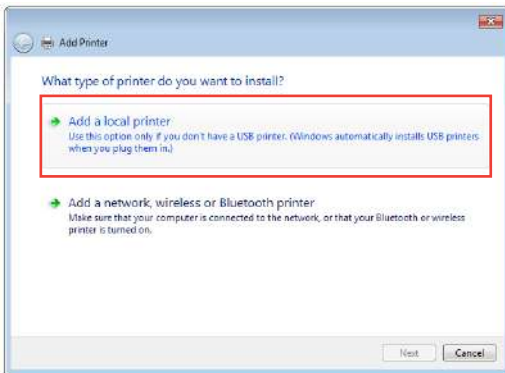 Add Printer
What type of printer do you want to install?
Add a local printer
Use this option only if you don't have a USB printer. (Windows automatically installs USB printers
when you plug them in.)
Add a network, wireless or Bluetooth printer
Make sure that your computer is connected to the network, or that your Bluetooth or wireless
printer is turned on.
Next Cancel